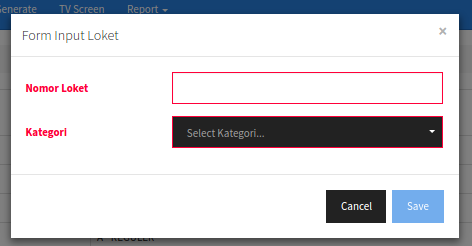 Generate TV Screen Report
Form Input Loket ×
Nomor Loket
Kategori Select Kategori...
Cancel Save
A REGULER